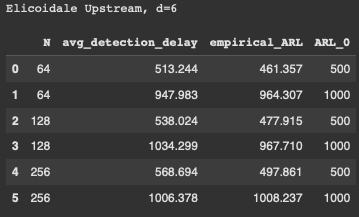 Elicoidale Upstream, d=6
N avg_detection_delay empirical_ARL ARL_0
0 64 513.244 461.357 500
1 64 947.983 964.307 1000
2 128 538.024 477.915 500
3 128 1034.299 967.710 1000
4 256 568.694 497.861 500
5 256 1006.378 1008.237 1000